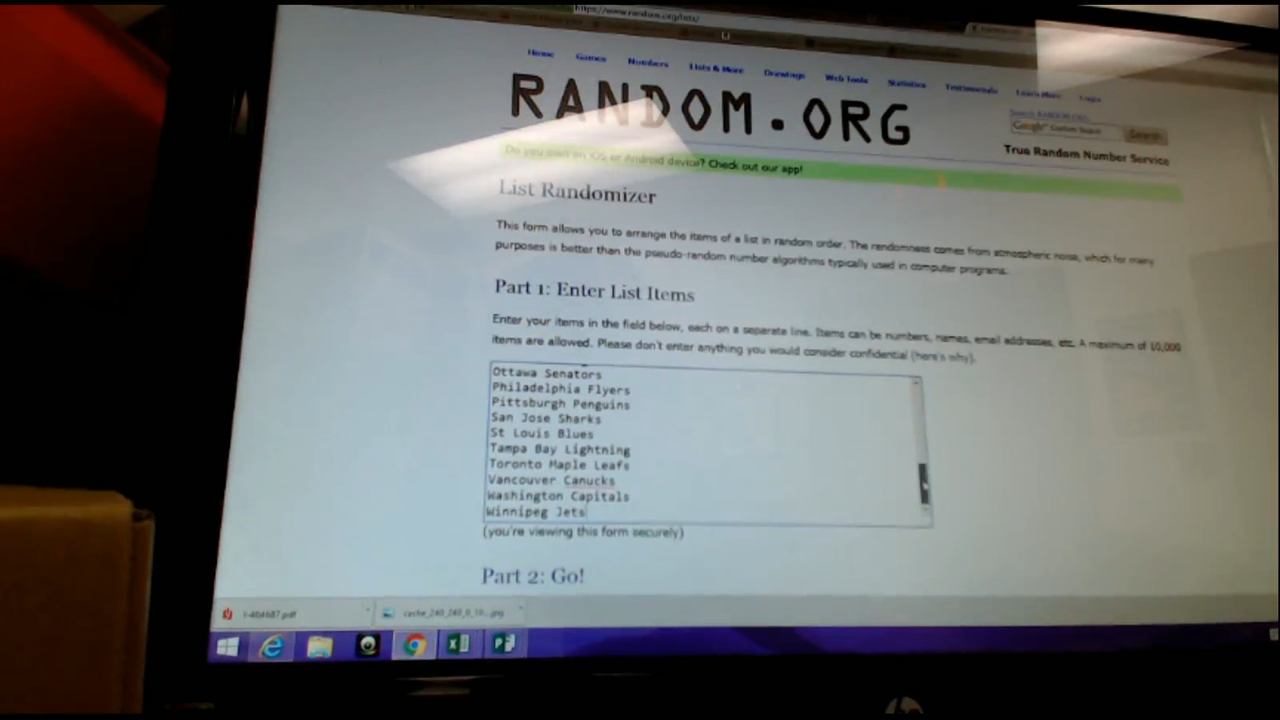 https://www.random.org/lists/
Home Games Numbers Lists & More Drawings Web Tools Statistics Testimonials Learn More Login
RANDOM.ORG
Search RANDOM.ORG
Google™ Custom Search Search
True Random Number Service
Do you own an iOS or Android device? Check out our app!
List Randomizer
This form allows you to arrange the items of a list in random order. The randomness comes from atmospheric noise, which for many
purposes is better than the pseudo-random number algorithms typically used in computer programs.
Part 1: Enter List Items
Enter your items in the field below, each on a separate line. Items can be numbers, names, email addresses, etc. A maximum of 10,000
items are allowed. Please don't enter anything you would consider confidential (here's why).
Ottawa Senators
Philadelphia Flyers
Pittsburgh Penguins
San Jose Sharks
St Louis Blues
Tampa Bay Lightning
Toronto Maple Leafs
Vancouver Canucks
Washington Capitals
Winnipeg Jets
(you're viewing this form securely)
Part 2: Go!
1-404687.pdf
cache_240_240_0_10...jpg
hp